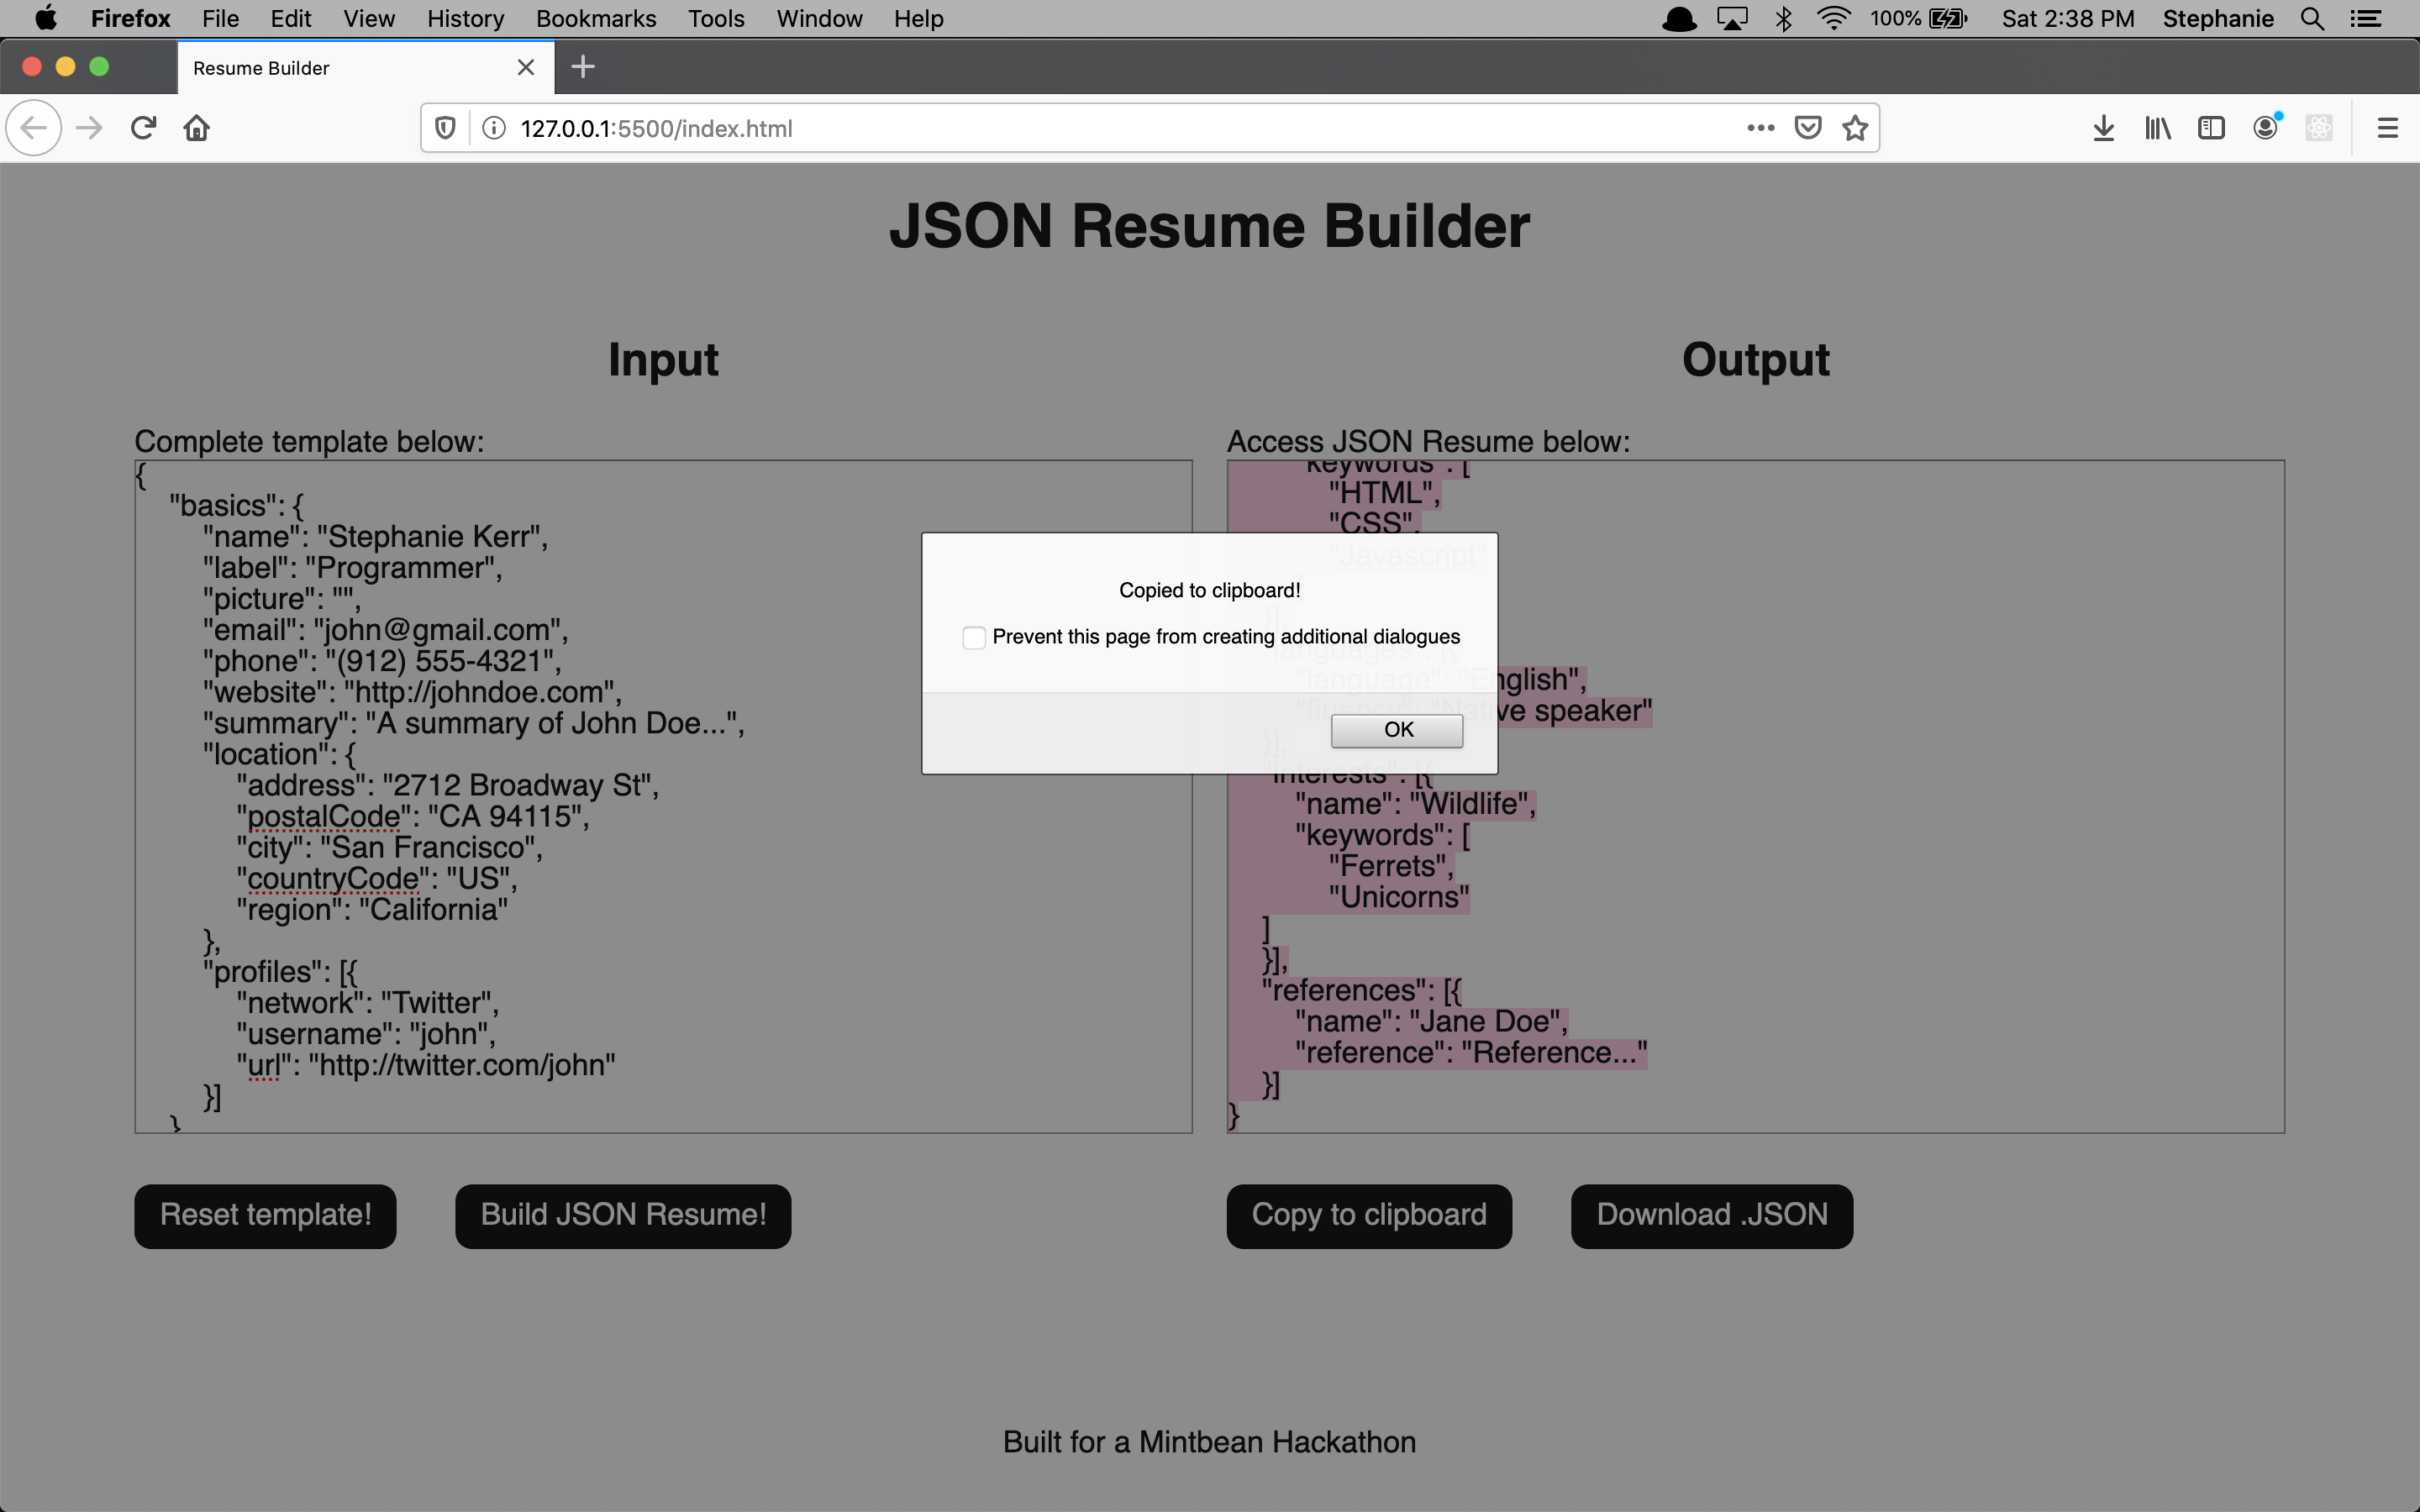 Firefox File Edit View History Bookmarks Tools Window Help 100% Sat 2:38 PM Stephanie
Resume Builder
127.0.0.1:5500/index.html
JSON Resume Builder
Input
Complete template below:
{
"basics": {
"name": "Stephanie Kerr",
"label": "Programmer",
"picture": "",
"email": "john@gmail.com",
"phone": "(912) 555-4321",
"website": "http://johndoe.com",
"summary": "A summary of John Doe...",
"location": {
"address": "2712 Broadway St",
"postalCode": "CA 94115",
"city": "San Francisco",
"countryCode": "US",
"region": "California"
},
"profiles": [{
"network": "Twitter",
"username": "john",
"url": "http://twitter.com/john"
}]
}
Reset template! Build JSON Resume!
Output
Access JSON Resume below:
"keywords": [
"HTML",
"CSS",
"Javascript"
}],
"languages": [{
"language": "English",
"fluency": "Native speaker"
}],
"interests": [{
"name": "Wildlife",
"keywords": [
"Ferrets",
"Unicorns"
]
}],
"references": [{
"name": "Jane Doe",
"reference": "Reference..."
}]
}
Copy to clipboard Download .JSON
Copied to clipboard!
Prevent this page from creating additional dialogues
OK
Built for a Mintbean Hackathon